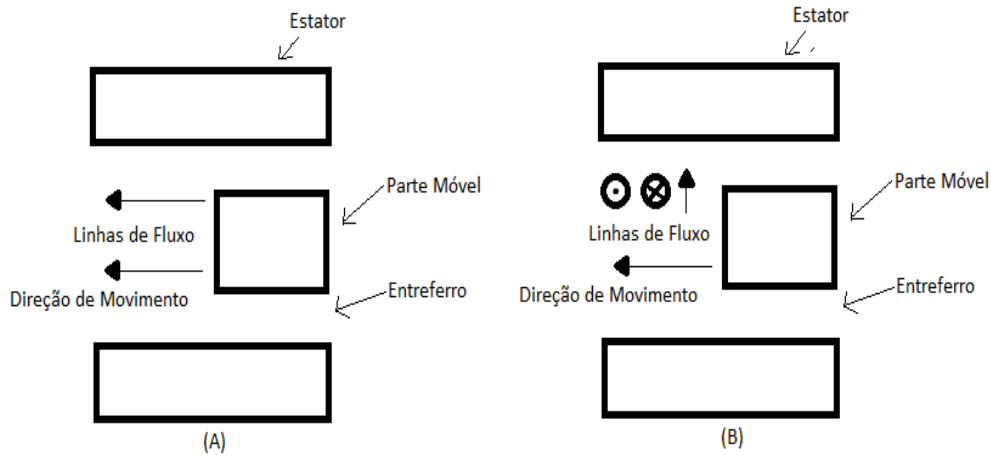 Estator
Parte Móvel
Linhas de Fluxo
Direção de Movimento
Entreferro
(A)
Estator
Parte Móvel
Linhas de Fluxo
Direção de Movimento
Entreferro
(B)